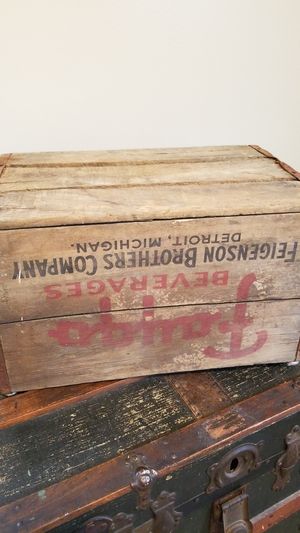 Faygo
BEVERAGES
FEIGENSON BROTHERS COMPANY
DETROIT, MICHIGAN.